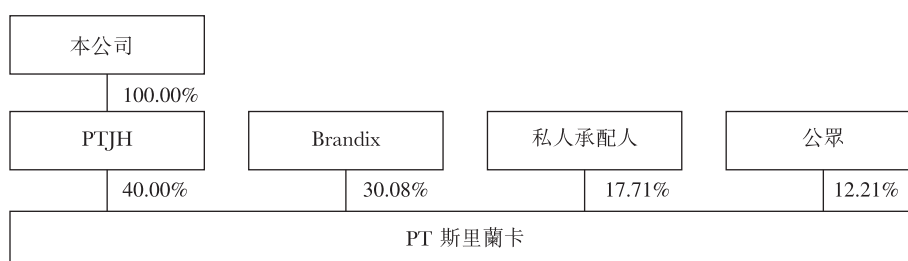 本公司
100.00%
PTJH
Brandix
私人承配人
公眾
40.00%
30.08%
17.71%
12.21%
PT 斯里蘭卡